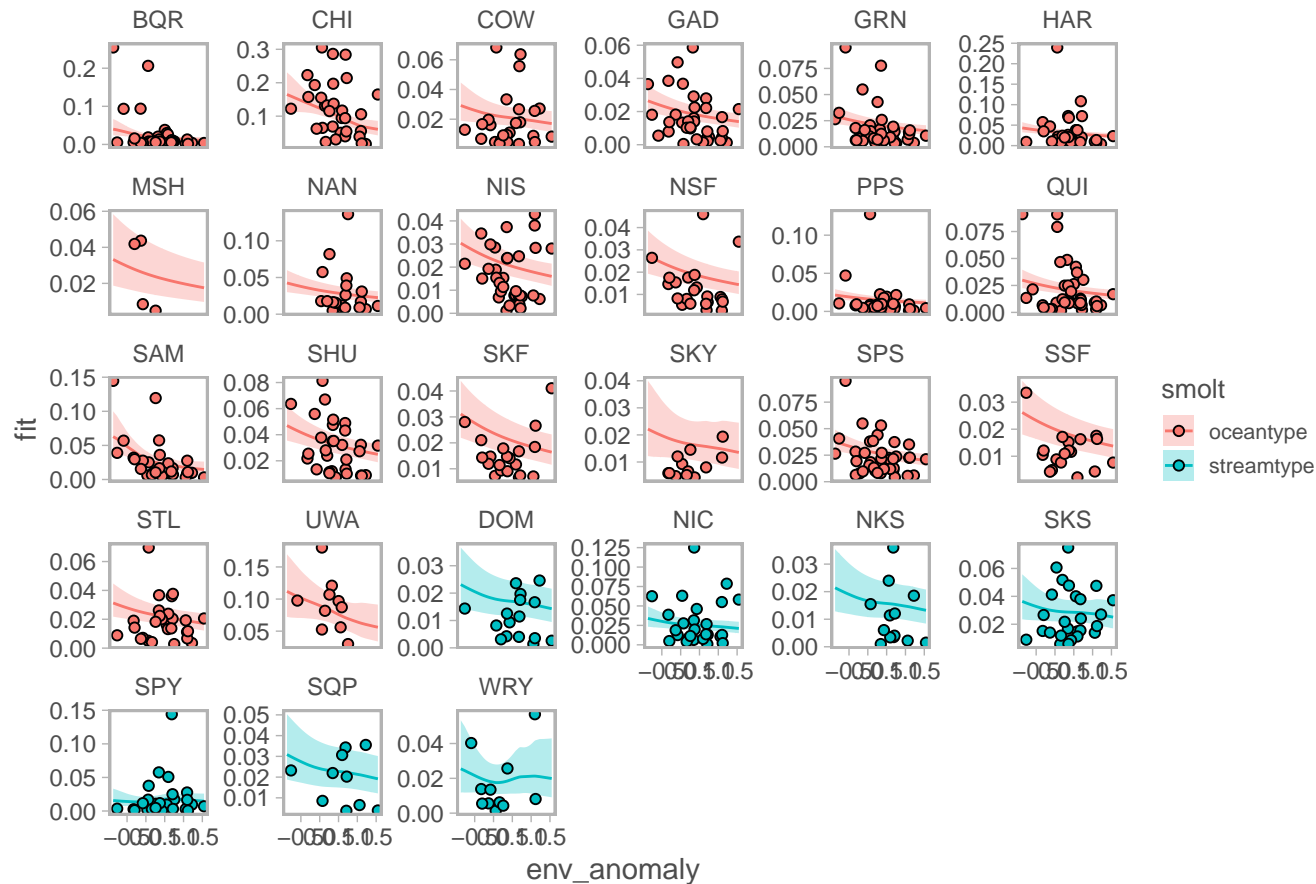 BQR CHI COW GAD GRN HAR
0.2 0.3 0.06 0.06 0.075 0.25
0.1 0.2 0.04 0.04 0.050 0.20
0.0 0.1 0.02 0.02 0.025 0.15
0.00 0.000 0.10
0.05
0.00
MSH NAN NIS NSF PPS QUI
0.06 0.10 0.04 0.04 0.10 0.075
0.04 0.05 0.03 0.03 0.05 0.050
0.02 0.00 0.02 0.02 0.00 0.025
0.01 0.01 0.000
0.00
SAM SHU SKF SKY SPS SSF
0.15 0.08 0.04 0.04 0.075 0.03
0.10 0.06 0.03 0.03 0.050 0.02
0.05 0.04 0.02 0.02 0.025 0.01
0.00 0.02 0.01 0.01 0.000
STL UWA DOM NIC NKS SKS
0.06 0.15 0.03 0.125 0.03 0.06
0.04 0.10 0.02 0.100 0.02 0.04
0.02 0.05 0.01 0.075 0.01 0.02
0.00 0.00 0.050 0.00
0.025
0.000
SPY SQP WRY
0.15 0.05 0.04
0.10 0.04 0.02
0.05 0.03 0.00
0.00 0.02
0.01
fit
env_anomaly
smolt
oceantype
streamtype